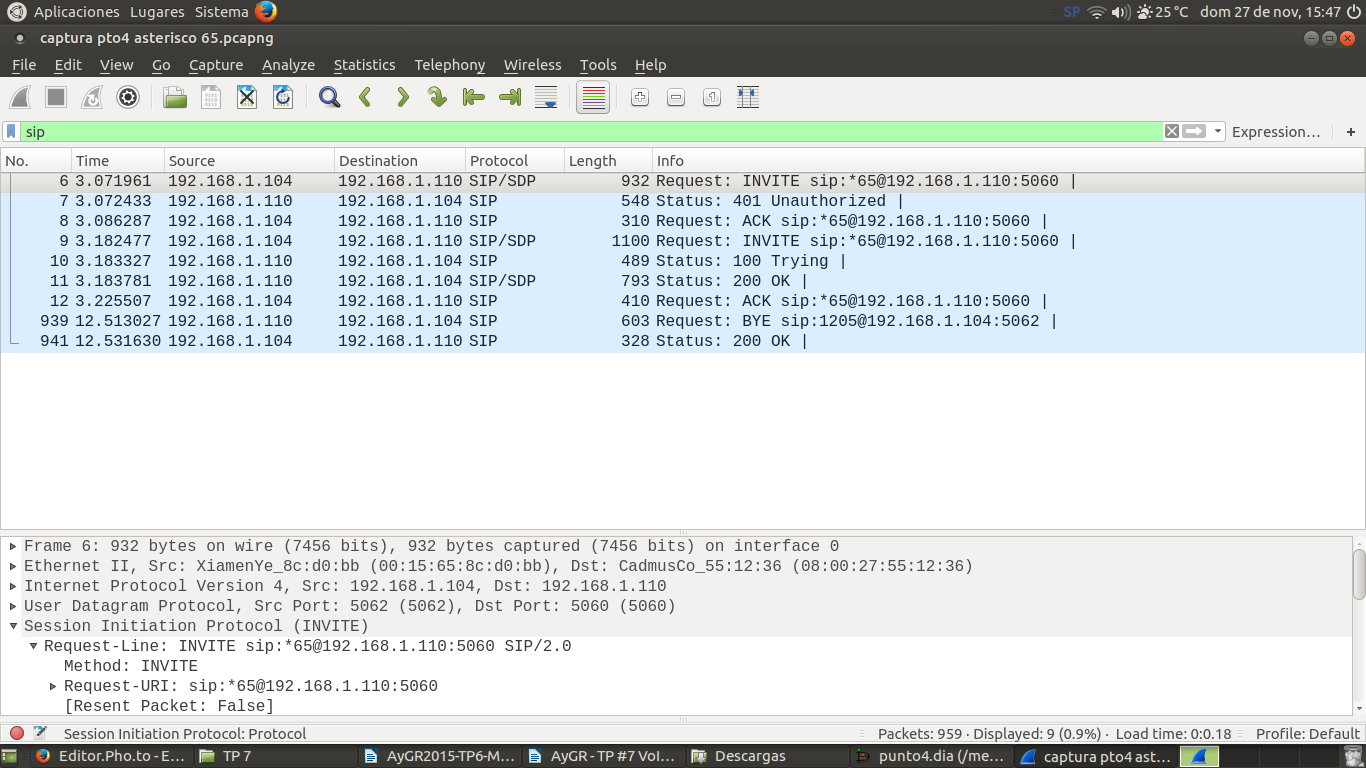 Aplicaciones Lugares Sistema SP 25 °C dom 27 de nov, 15:47
captura pto4 asterisco 65.pcapng
File Edit View Go Capture Analyze Statistics Telephony Wireless Tools Help
sip Expression… +
No. Time Source Destination Protocol Length Info
6 3.071961 192.168.1.104 192.168.1.110 SIP/SDP 932 Request: INVITE sip:*65@192.168.1.110:5060 |
7 3.072433 192.168.1.110 192.168.1.104 SIP 548 Status: 401 Unauthorized |
8 3.086287 192.168.1.104 192.168.1.110 SIP 310 Request: ACK sip:*65@192.168.1.110:5060 |
9 3.182477 192.168.1.104 192.168.1.110 SIP/SDP 1100 Request: INVITE sip:*65@192.168.1.110:5060 |
10 3.183327 192.168.1.110 192.168.1.104 SIP 489 Status: 100 Trying |
11 3.183781 192.168.1.110 192.168.1.104 SIP/SDP 793 Status: 200 OK |
12 3.225507 192.168.1.104 192.168.1.110 SIP 410 Request: ACK sip:*65@192.168.1.110:5060 |
939 12.513027 192.168.1.110 192.168.1.104 SIP 603 Request: BYE sip:1205@192.168.1.104:5062 |
941 12.531630 192.168.1.104 192.168.1.110 SIP 328 Status: 200 OK |
Frame 6: 932 bytes on wire (7456 bits), 932 bytes captured (7456 bits) on interface 0
Ethernet II, Src: XiamenYe_8c:d0:bb (00:15:65:8c:d0:bb), Dst: CadmusCo_55:12:36 (08:00:27:55:12:36)
Internet Protocol Version 4, Src: 192.168.1.104, Dst: 192.168.1.110
User Datagram Protocol, Src Port: 5062 (5062), Dst Port: 5060 (5060)
Session Initiation Protocol (INVITE)
Request-Line: INVITE sip:*65@192.168.1.110:5060 SIP/2.0
Method: INVITE
Request-URI: sip:*65@192.168.1.110:5060
[Resent Packet: False]
Session Initiation Protocol: Protocol Packets: 959 · Displayed: 9 (0.9%) · Load time: 0:0.18 Profile: Default
Editor.Pho.to - E… TP 7 AyGR2015-TP6-M… AyGR - TP #7 Vol… Descargas punto4.dia (/me… captura pto4 ast…